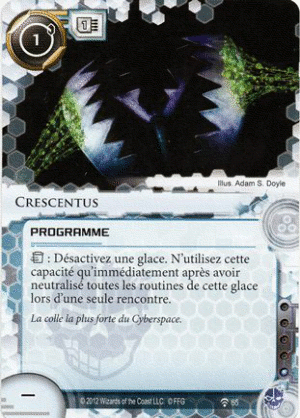 1
1
Illus. Adam S. Doyle
CRESCENTUS
PROGRAMME
: Désactivez une glace. N'utilisez cette
capacité qu'immédiatement après avoir
neutralisé toutes les routines de cette glace
lors d'une seule rencontre.
La colle la plus forte du Cyberspace.
–
© 2012 Wizards of the Coast LLC. © FFG
65